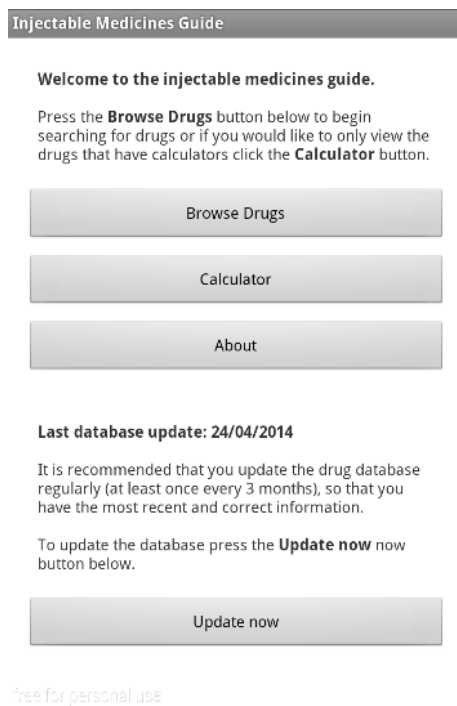 Injectable Medicines Guide
Welcome to the injectable medicines guide.
Press the Browse Drugs button below to begin
searching for drugs or if you would like to only view the
drugs that have calculators click the Calculator button.
Browse Drugs
Calculator
About
Last database update: 24/04/2014
It is recommended that you update the drug database
regularly (at least once every 3 months), so that you
have the most recent and correct information.
To update the database press the Update now now
button below.
Update now
free for personal use